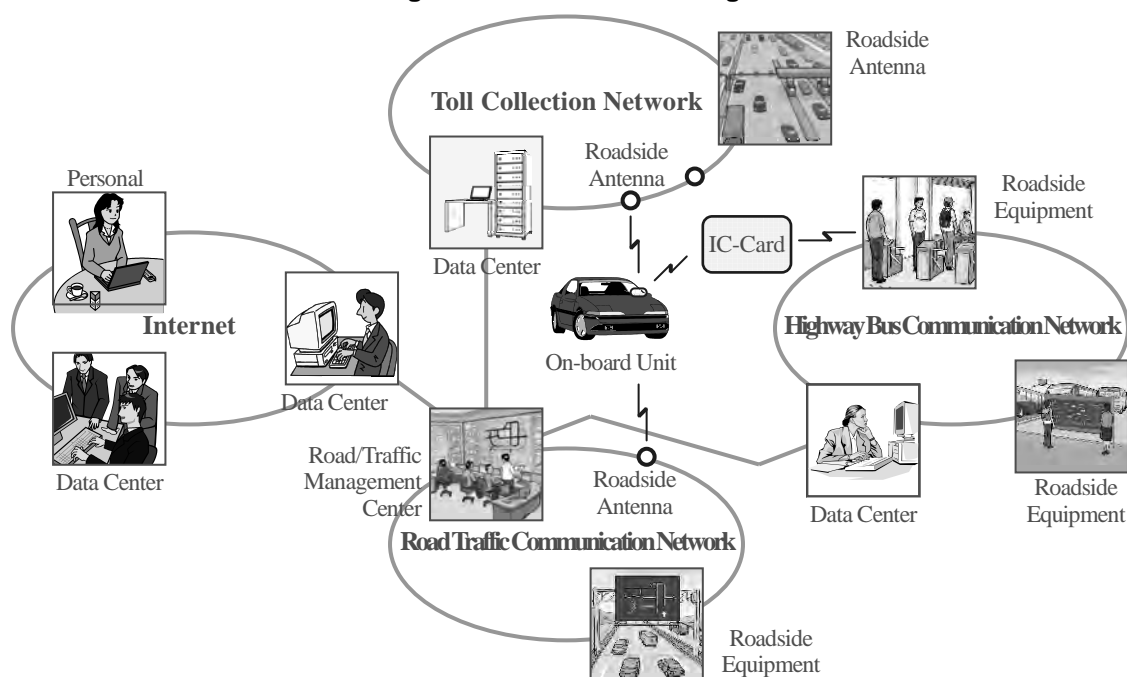 Roadside
Antenna
Toll Collection Network
Roadside
Antenna
Personal
Roadside
Equipment
IC-Card
Data Center
Internet
Highway Bus Communication Network
On-board Unit
Data Center
Road/Traffic
Management
Center
Data Center
Roadside
Antenna
Data Center
Roadside
Equipment
Road Traffic Communication Network
Roadside
Equipment